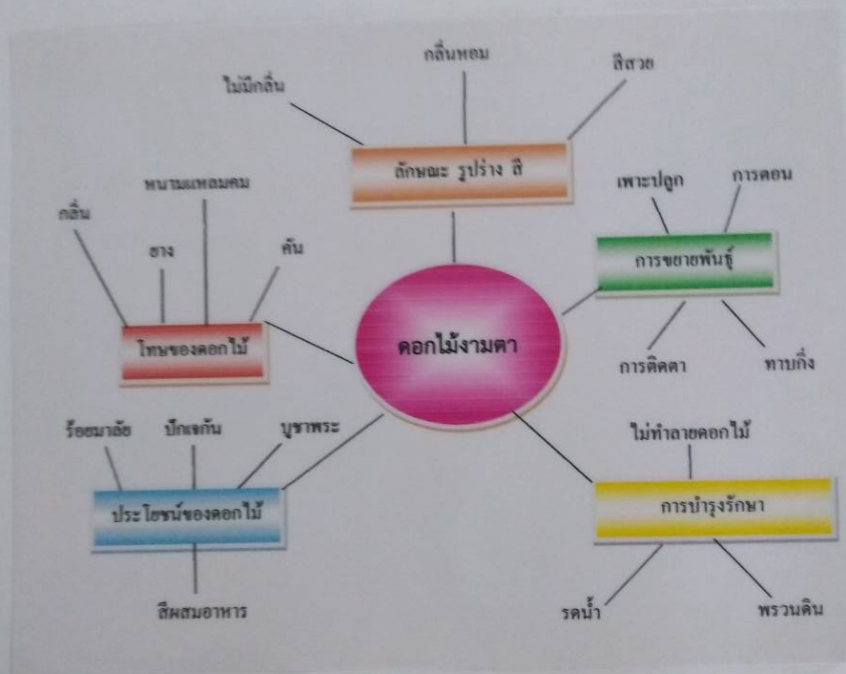 กลิ่นหอม
ไม่มีกลิ่น
สีสวย
ลักษณะ รูปร่าง สี
เพาะปลูก
การตอน
การขยายพันธุ์
การติดตา
ทาบกิ่ง
หนามแหลมคม
กลิ่น
ยาง
คัน
โทษของดอกไม้
ดอกไม้งามตา
ร้อยมาลัย
ปักแจกัน
บูชาพระ
ประโยชน์ของดอกไม้
สีผสมอาหาร
ไม่ทำลายดอกไม้
การบำรุงรักษา
รดน้ำ
พรวนดิน